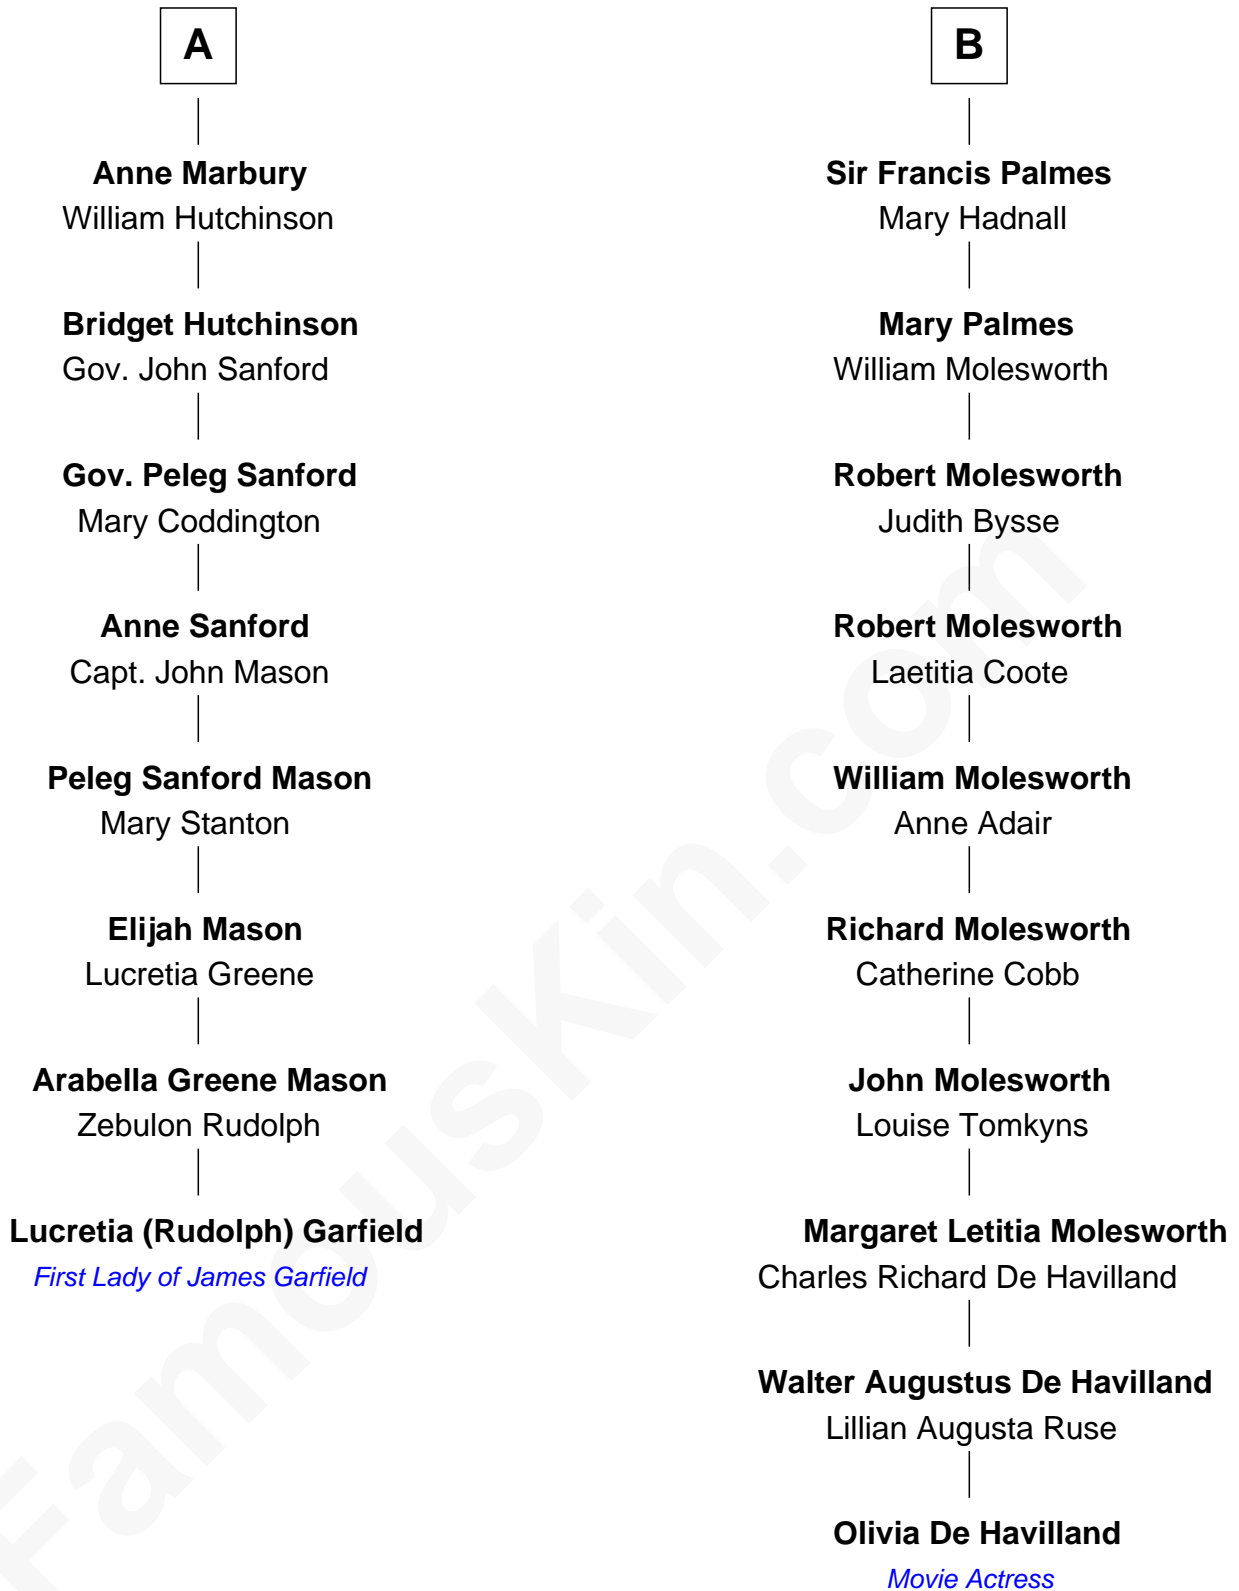 A
Anne Marbury
William Hutchinson
Bridget Hutchinson
Gov. John Sanford
Gov. Peleg Sanford
Mary Coddington
Anne Sanford
Capt. John Mason
Peleg Sanford Mason
Mary Stanton
Elijah Mason
Lucretia Greene
Arabella Greene Mason
Zebulon Rudolph
Lucretia (Rudolph) Garfield
First Lady of James Garfield
B
Sir Francis Palmes
Mary Hadnall
Mary Palmes
William Molesworth
Robert Molesworth
Judith Bysse
Robert Molesworth
Laetitia Coote
William Molesworth
Anne Adair
Richard Molesworth
Catherine Cobb
John Molesworth
Louise Tomkyns
Margaret Letitia Molesworth
Charles Richard De Havilland
Walter Augustus De Havilland
Lillian Augusta Ruse
Olivia De Havilland
Movie Actress
FamousKin.com